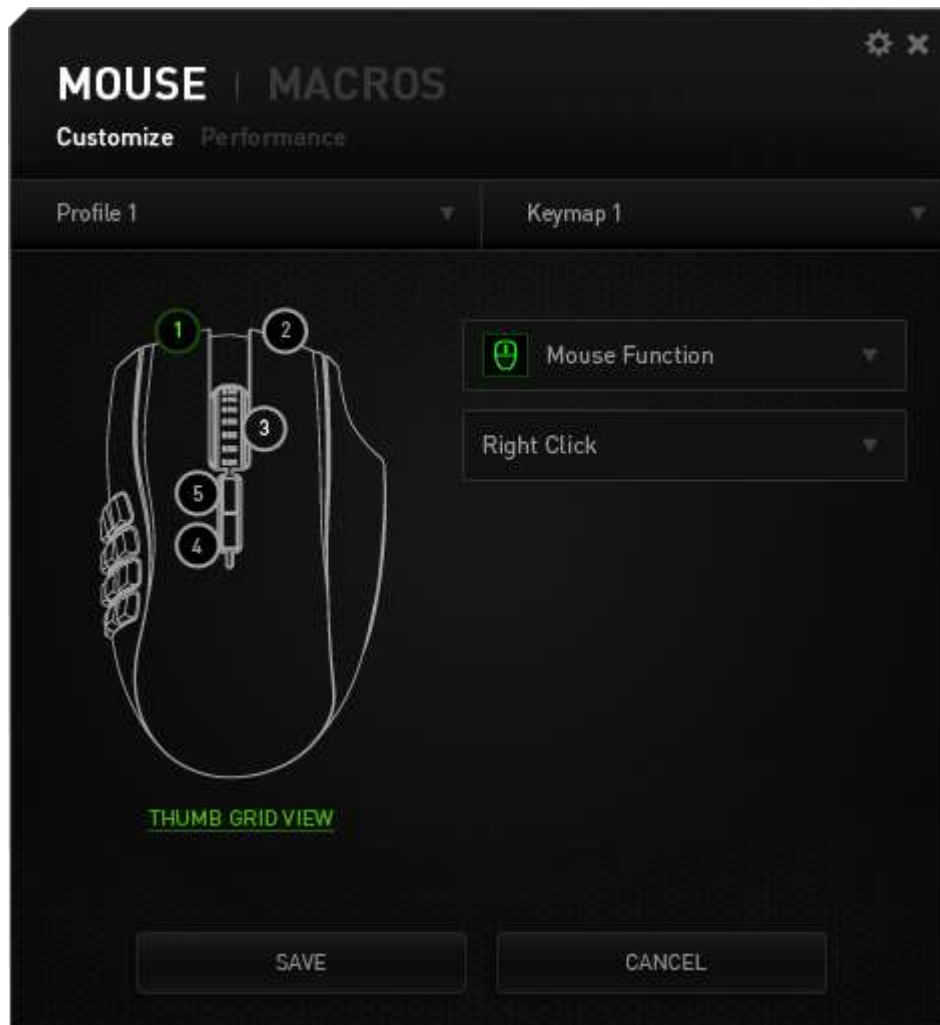 MOUSE | MACROS
Customize Performance
Profile 1 Keymap 1
1 2
Mouse Function
3
Right Click
5
4
THUMB GRID VIEW
SAVE CANCEL